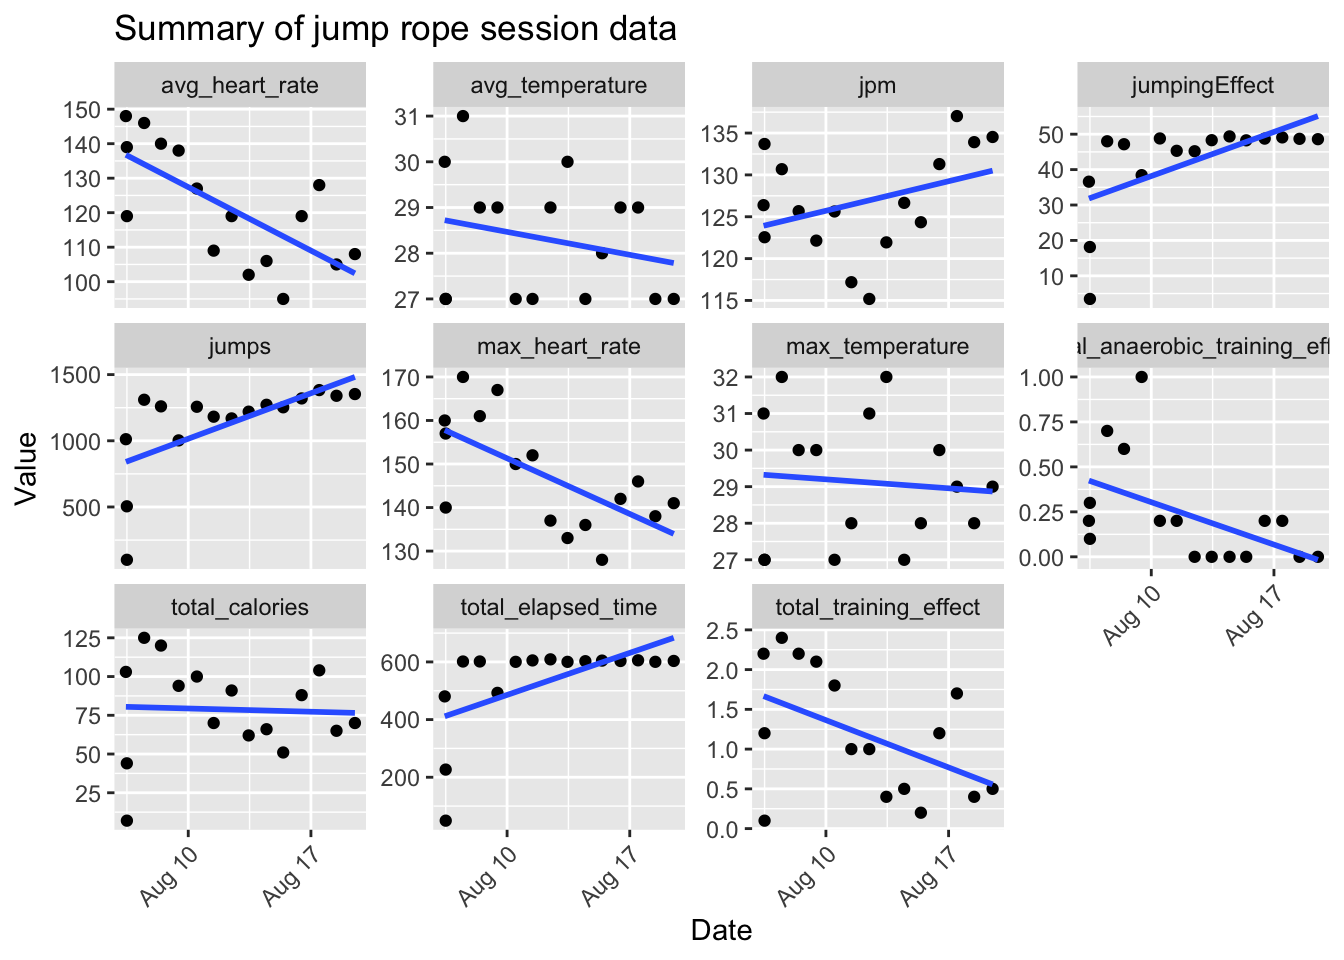 Summary of jump rope session data
avg_heart_rate
avg_temperature
jpm
jumpingEffect
150
140
130
120
110
100
31
30
29
28
27
135
130
125
120
115
50
40
30
20
10
jumps
max_heart_rate
max_temperature
al_anaerobic_training_eff
1500
1000
500
170
160
150
140
130
32
31
30
29
28
27
1.00
0.75
0.50
0.25
0.00
Aug 10
Aug 17
total_calories
total_elapsed_time
total_training_effect
125
100
75
50
25
600
400
200
2.5
2.0
1.5
1.0
0.5
0.0
Aug 10
Aug 17
Aug 10
Aug 17
Aug 10
Aug 17
Value
Date